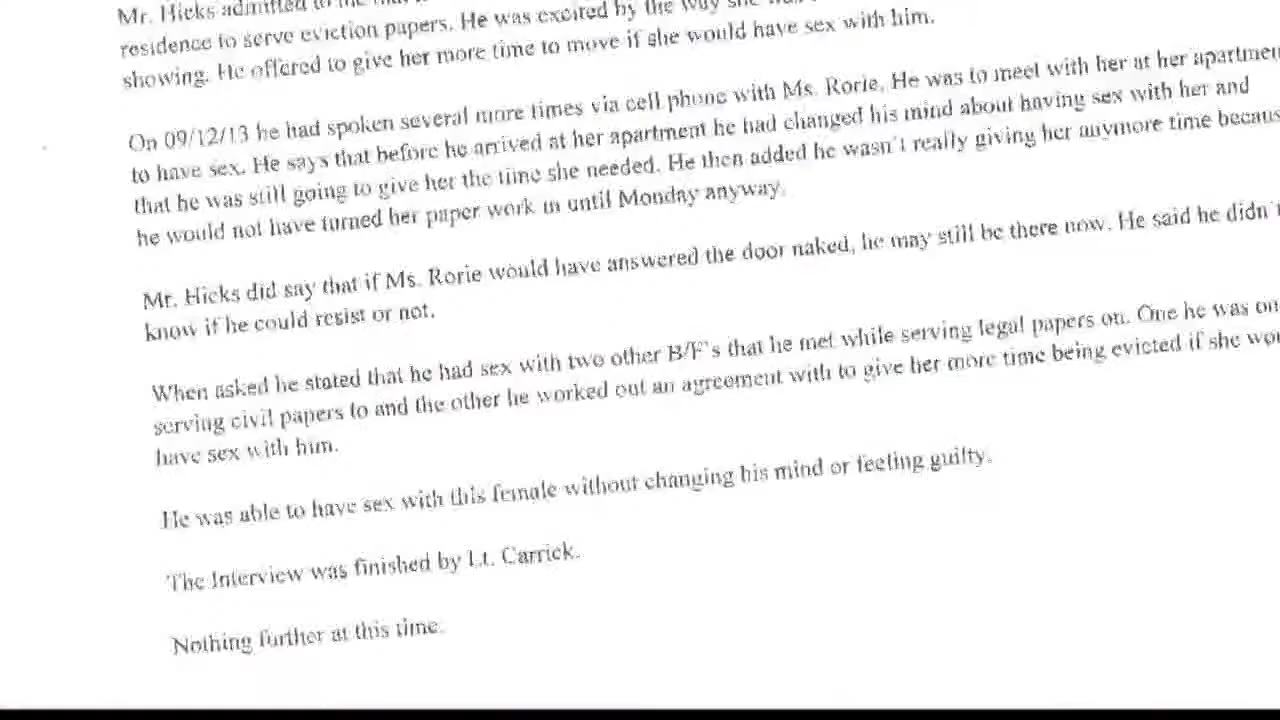 Mr. Hicks admitted to me that
residence to serve eviction papers. He was excited by the way she was
showing. He offered to give her more time to move if she would have sex with him.
On 09/12/13 he had spoken several more times via cell phone with Ms. Rorie. He was to meet with her at her apartment
to have sex. He says that before he arrived at her apartment he had changed his mind about having sex with her and
that he was still going to give her the time she needed. He then added he wasn't really giving her anymore time becaus
he would not have turned her paper work in until Monday anyway.
Mr. Hicks did say that if Ms. Rorie would have answered the door naked, he may still be there now. He said he didn't
know if he could resist or not.
When asked he stated that he had sex with two other B/F's that he met while serving legal papers on. One he was on
serving civil papers to and the other he worked out an agreement with to give her more time being evicted if she wou
have sex with him.
He was able to have sex with this female without changing his mind or feeling guilty.
The Interview was finished by Lt. Carrick.
Nothing further at this time.